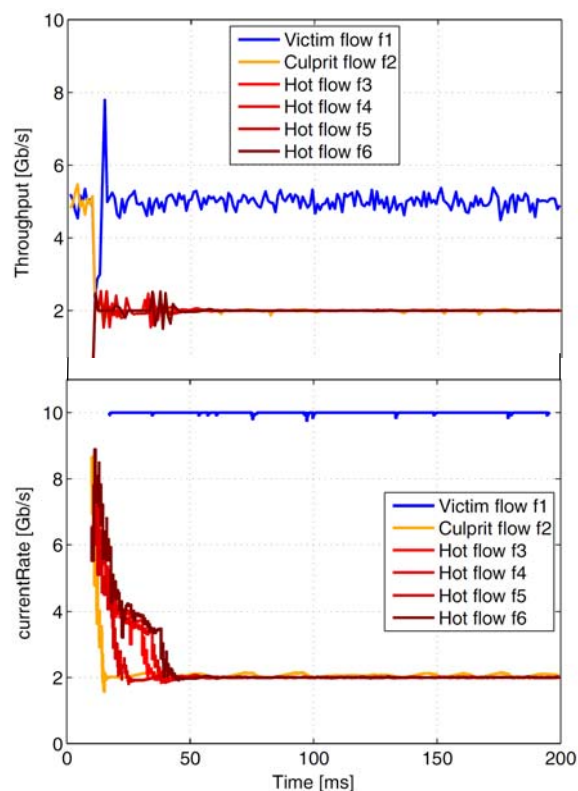 10
8
6
4
2
Throughput [Gb/s]
Victim flow f1
Culprit flow f2
Hot flow f3
Hot flow f4
Hot flow f5
Hot flow f6
10
8
6
4
2
0
currentRate [Gb/s]
Victim flow f1
Culprit flow f2
Hot flow f3
Hot flow f4
Hot flow f5
Hot flow f6
0
50
100
150
200
Time [ms]